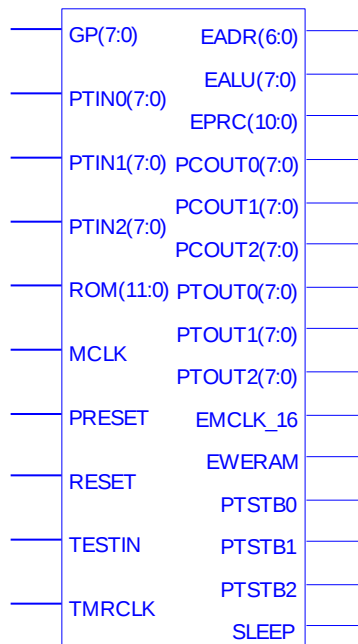 GP(7:0)
PTIN0(7:0)
PTIN1(7:0)
PTIN2(7:0)
ROM(11:0)
MCLK
PRESET
RESET
TESTIN
TMRCLK
EADR(6:0)
EALU(7:0)
EPRC(10:0)
PCOUT0(7:0)
PCOUT1(7:0)
PCOUT2(7:0)
PTOUT0(7:0)
PTOUT1(7:0)
PTOUT2(7:0)
EMCLK_16
EWERAM
PTSTB0
PTSTB1
PTSTB2
SLEEP